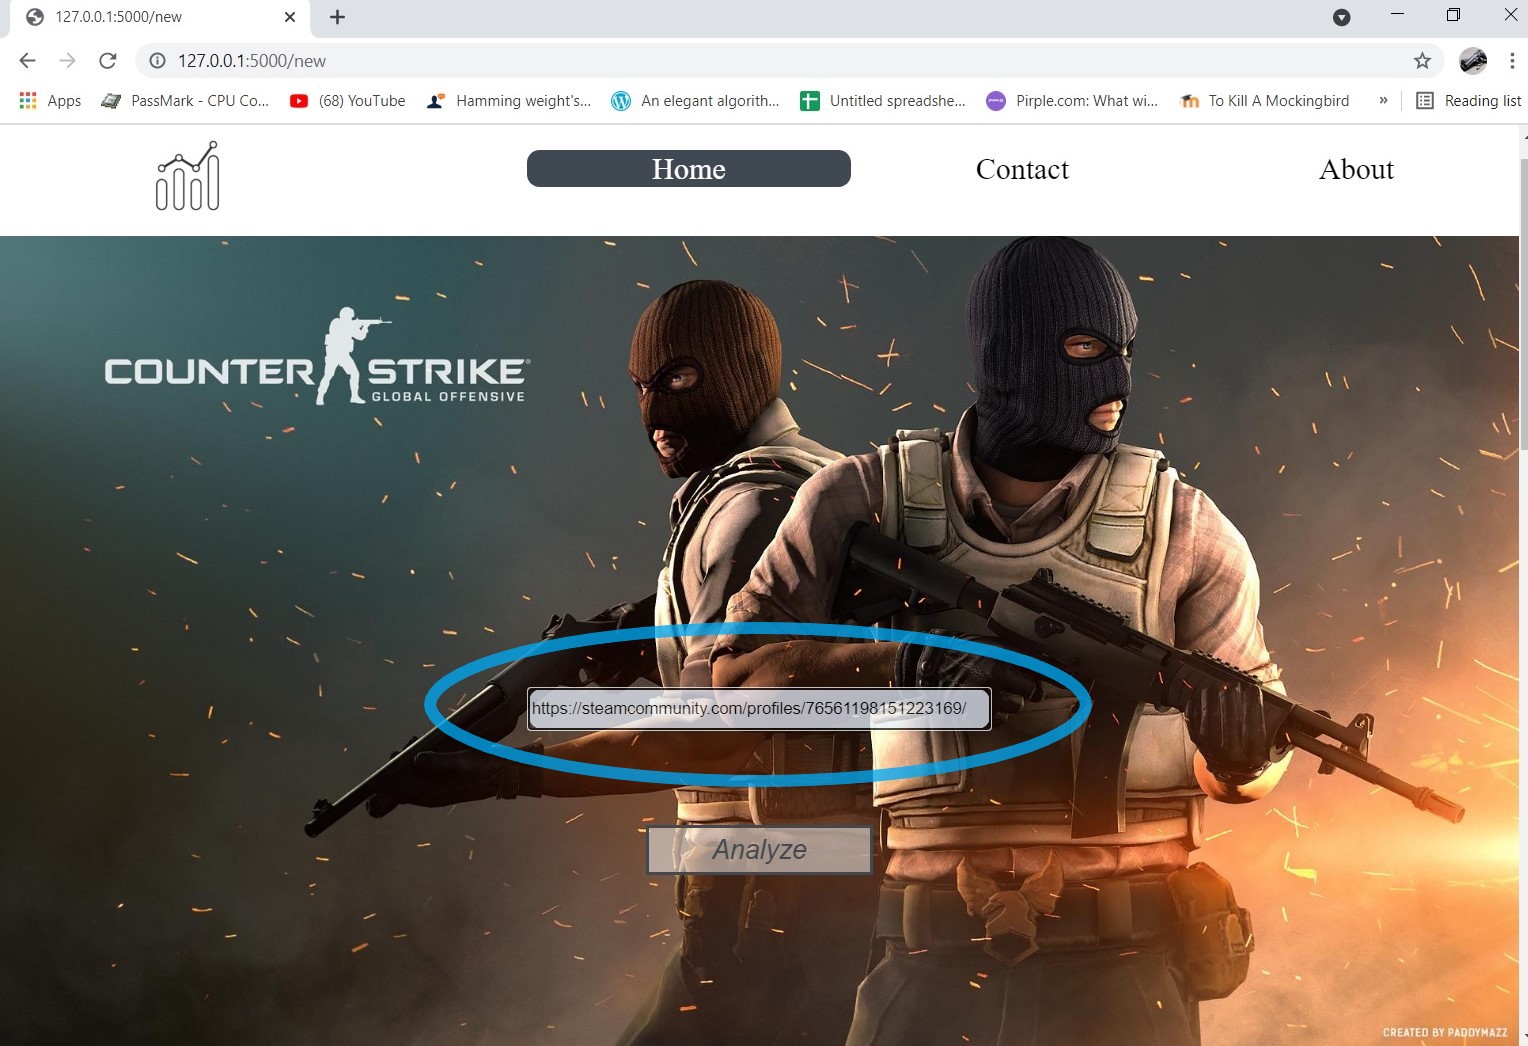 127.0.0.1:5000/new
127.0.0.1:5000/new
Apps PassMark - CPU Co... (68) YouTube Hamming weight's... An elegant algorith... Untitled spreadshe... Pirple.com: What wi... To Kill A Mockingbird » Reading list
Home Contact About
COUNTER STRIKE
GLOBAL OFFENSIVE
https://steamcommunity.com/profiles/76561198151223169/
Analyze
CREATED BY PADDYMAZZ